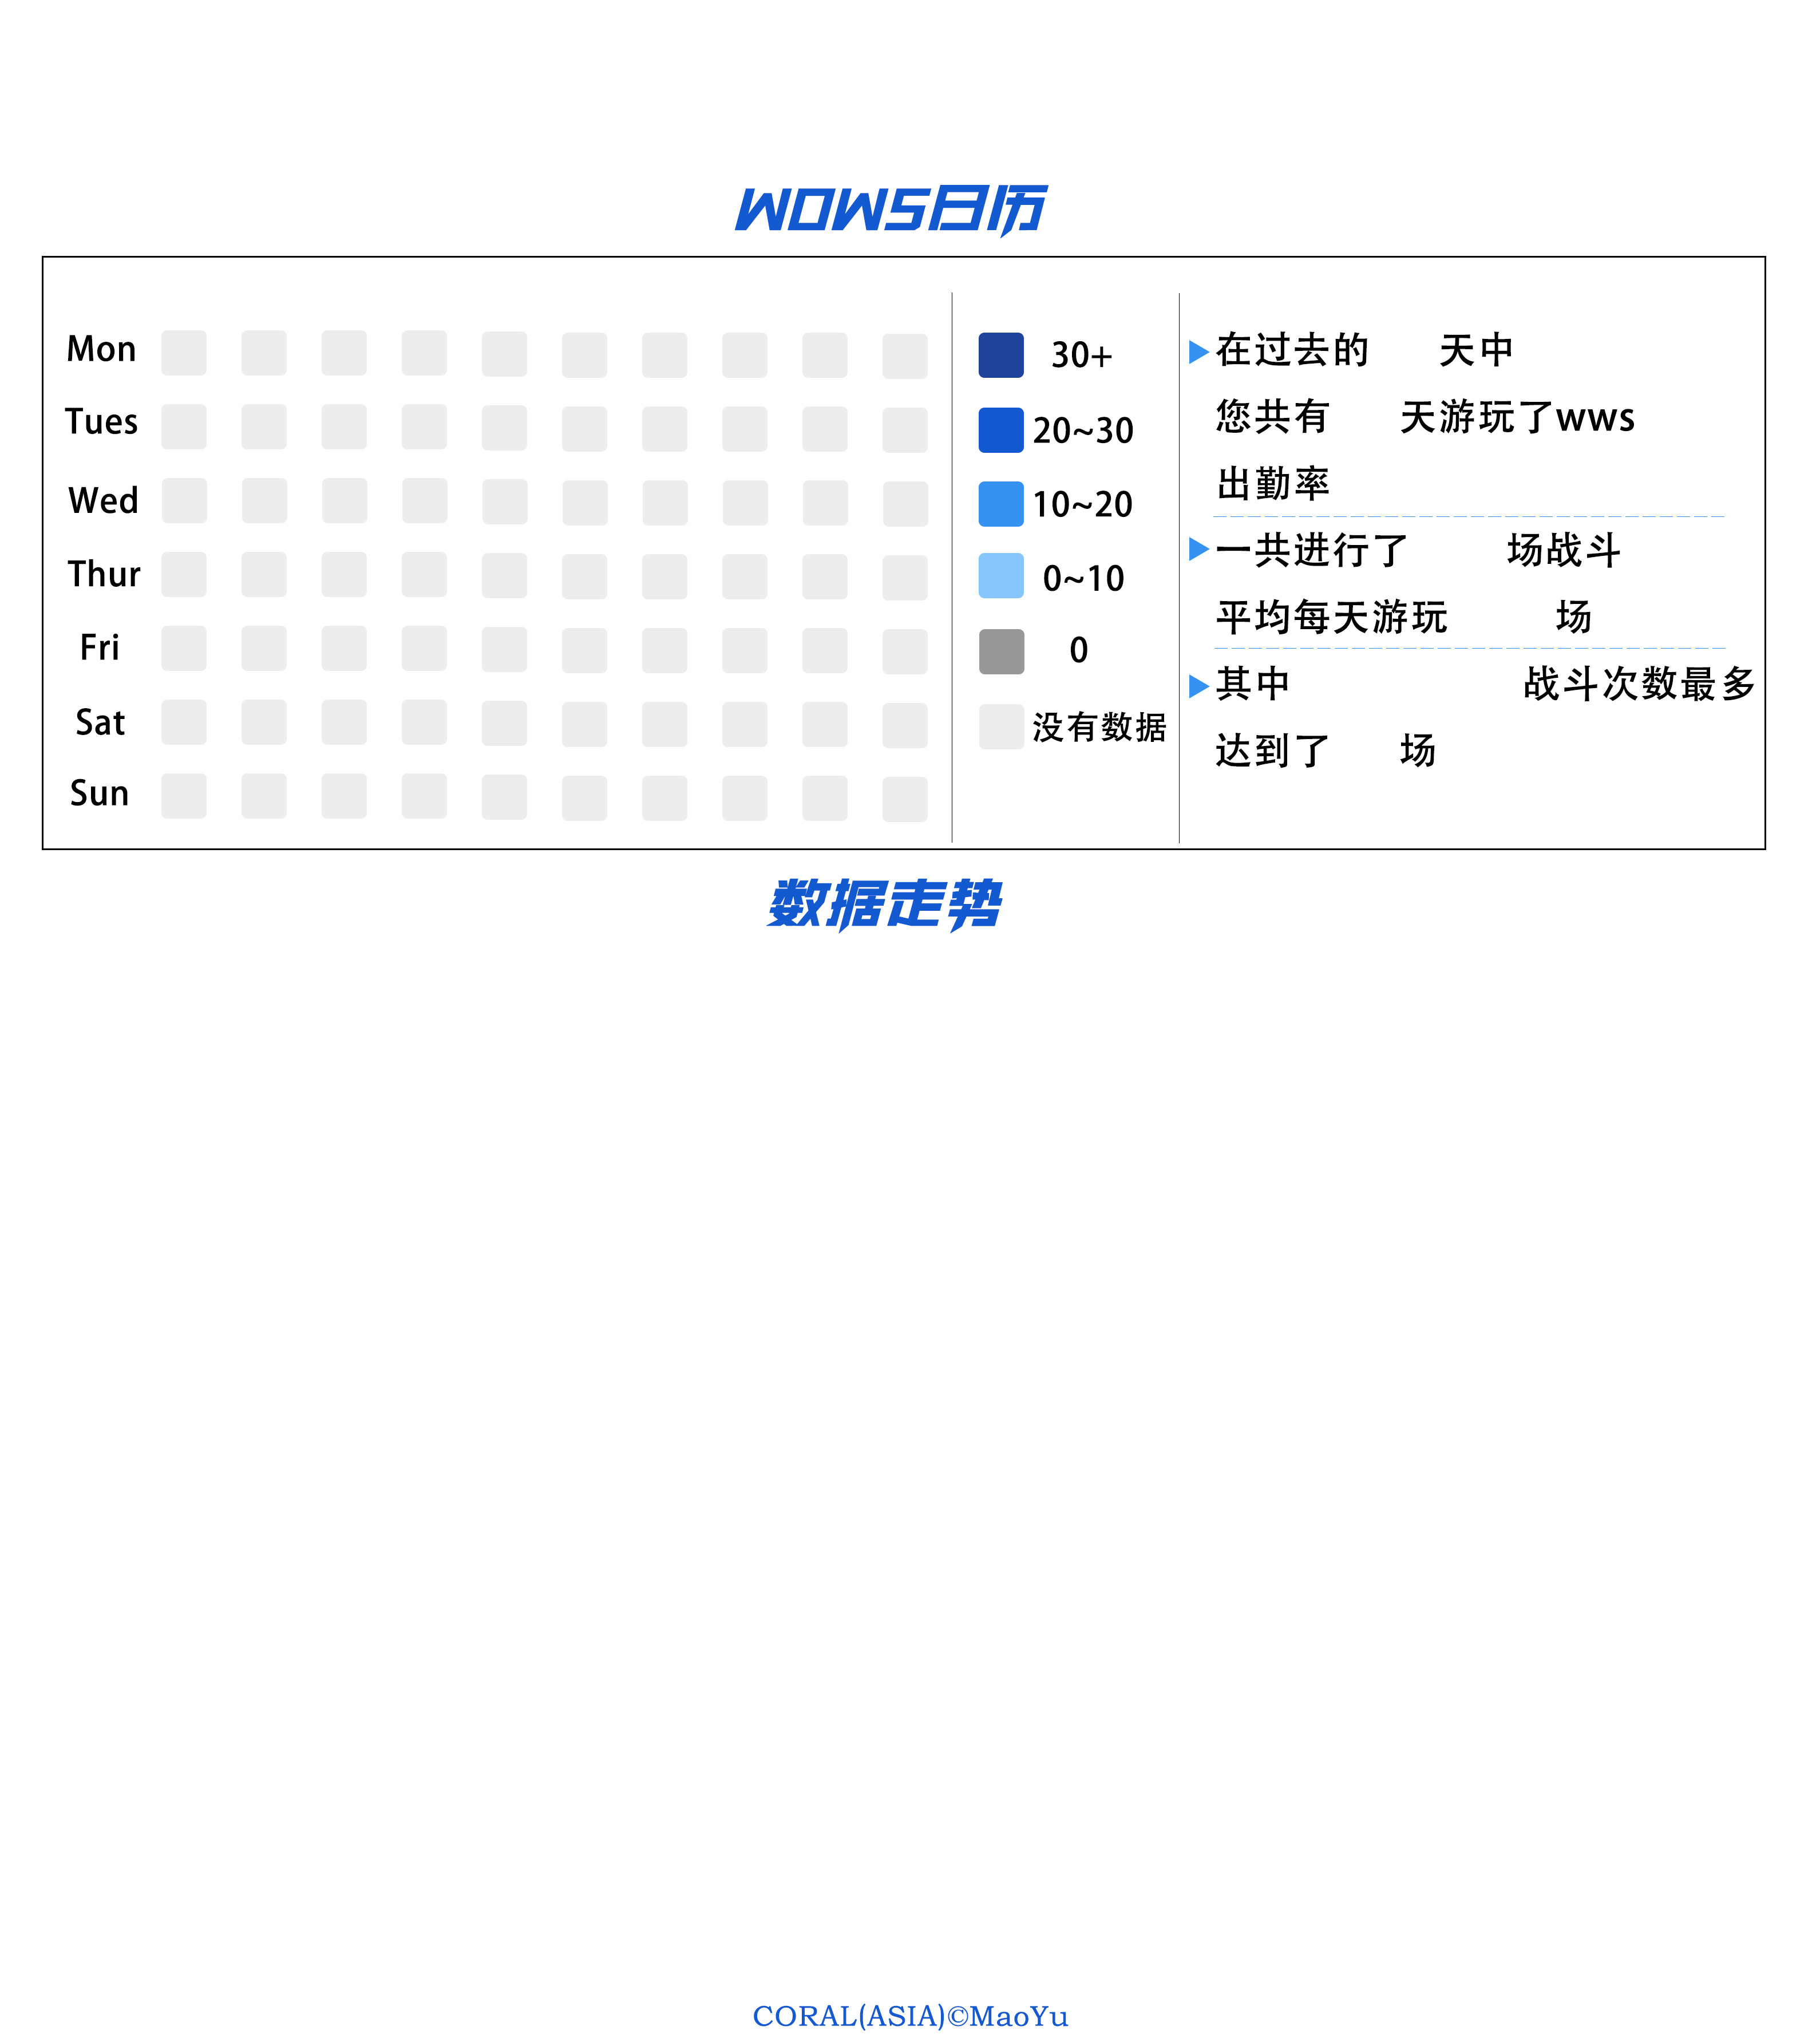 WOWS日历
Mon
Tues
Wed
Thur
Fri
Sat
Sun
30+
20~30
10~20
0~10
0
没有数据
在过去的 天中
您共有 天游玩了wws
出勤率
一共进行了 场战斗
平均每天游玩 场
其中 战斗次数最多
达到了 场
数据走势
CORAL(ASIA)©MaoYu